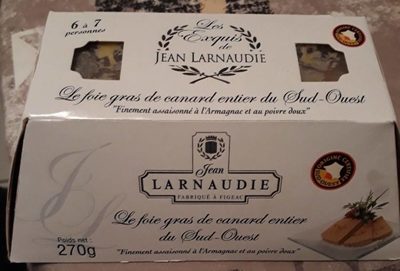 6 à 7
personnes
Les
Exquis
de
JEAN LARNAUDIE
Le foie gras de canard entier du Sud-Ouest
"Finement assaisonné à l'Armagnac et au poivre doux"
Jean
LARNAUDIE
FABRIQUÉ À FIGEAC
Le foie gras de canard entier
du Sud-Ouest
"Finement assaisonné à l'Armagnac et au poivre doux"
Poids net :
270g